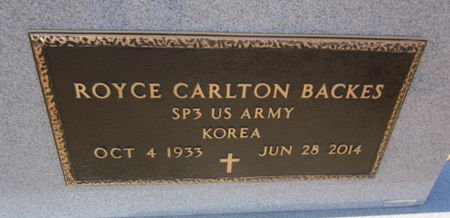 ROYCE CARLTON BACKES
SP3 US ARMY
KOREA
OCT 4 1933 JUN 28 2014